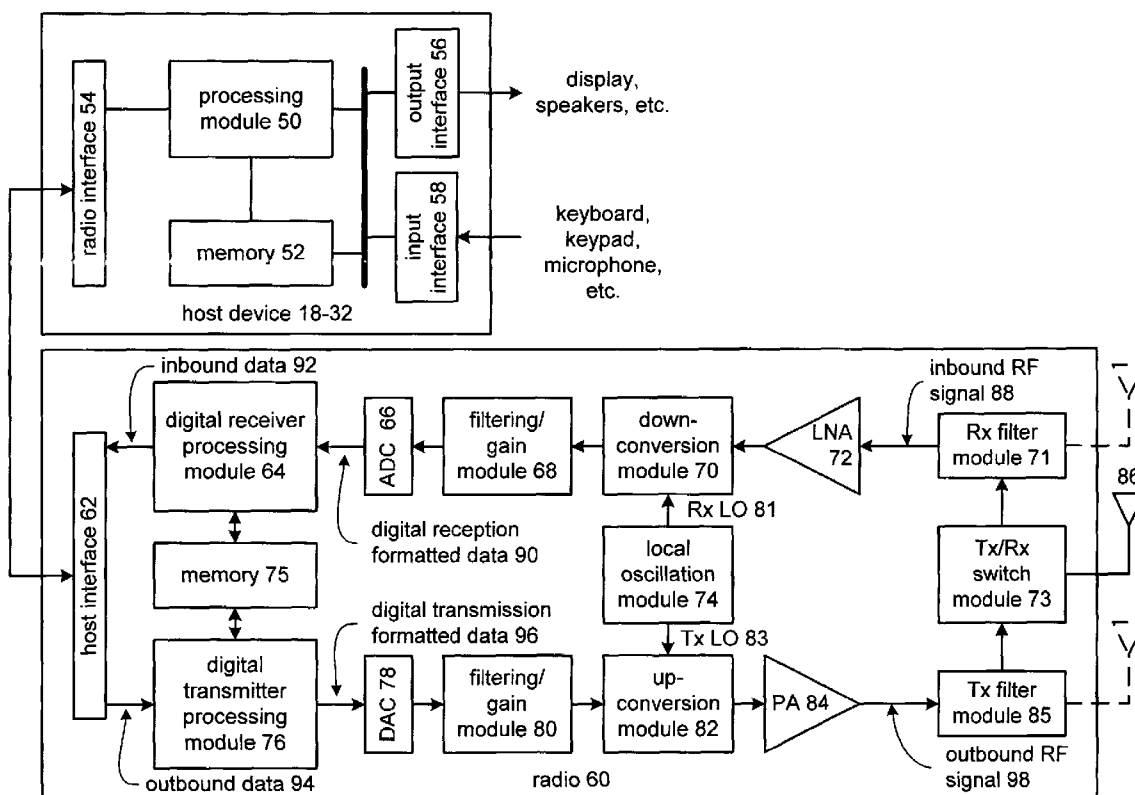 radio interface 54
processing
module 50
memory 52
output
interface 56
input
interface 58
display,
speakers, etc.
keyboard,
keypad,
microphone,
etc.
host device 18-32
inbound data 92
host interface 62
digital receiver
processing
module 64
ADC 66
filtering/
gain
module 68
down-
conversion
module 70
LNA
72
inbound RF
signal 88
Rx filter
module 71
86
digital reception
formatted data 90
Rx LO 81
memory 75
local
oscillation
module 74
Tx/Rx
switch
module 73
digital transmission
formatted data 96
Tx LO 83
digital
transmitter
processing
module 76
DAC 78
filtering/
gain
module 80
up-
conversion
module 82
PA 84
Tx filter
module 85
outbound data 94
radio 60
outbound RF
signal 98